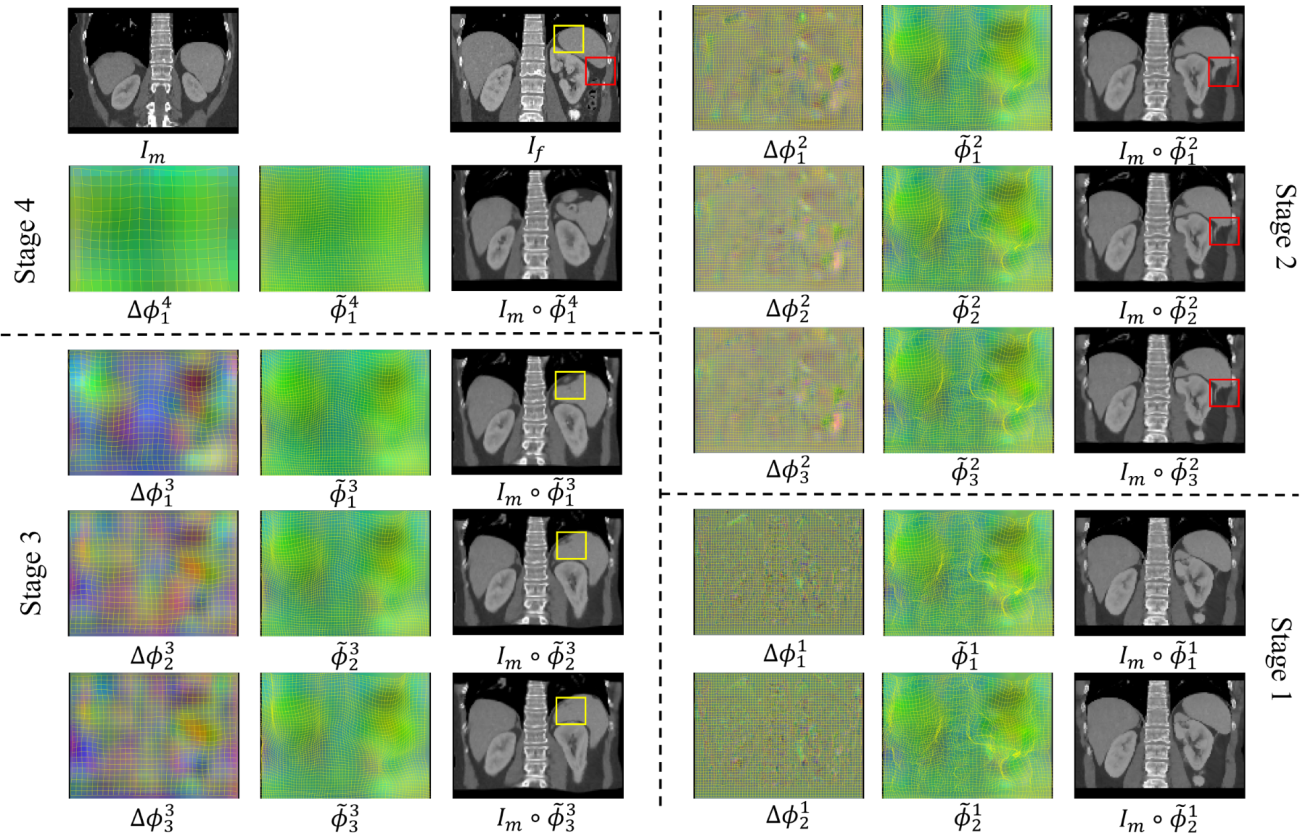 I_m
I_f
Stage 4
Δϕ_1^4
ϕ̃_1^4
I_m ∘ ϕ̃_1^4
Stage 3
Δϕ_1^3
ϕ̃_1^3
I_m ∘ ϕ̃_1^3
Δϕ_2^3
ϕ̃_2^3
I_m ∘ ϕ̃_2^3
Δϕ_3^3
ϕ̃_3^3
I_m ∘ ϕ̃_3^3
Stage 2
Δϕ_1^2
ϕ̃_1^2
I_m ∘ ϕ̃_1^2
Δϕ_2^2
ϕ̃_2^2
I_m ∘ ϕ̃_2^2
Δϕ_3^2
ϕ̃_3^2
I_m ∘ ϕ̃_3^2
Stage 1
Δϕ_1^1
ϕ̃_1^1
I_m ∘ ϕ̃_1^1
Δϕ_2^1
ϕ̃_2^1
I_m ∘ ϕ̃_2^1